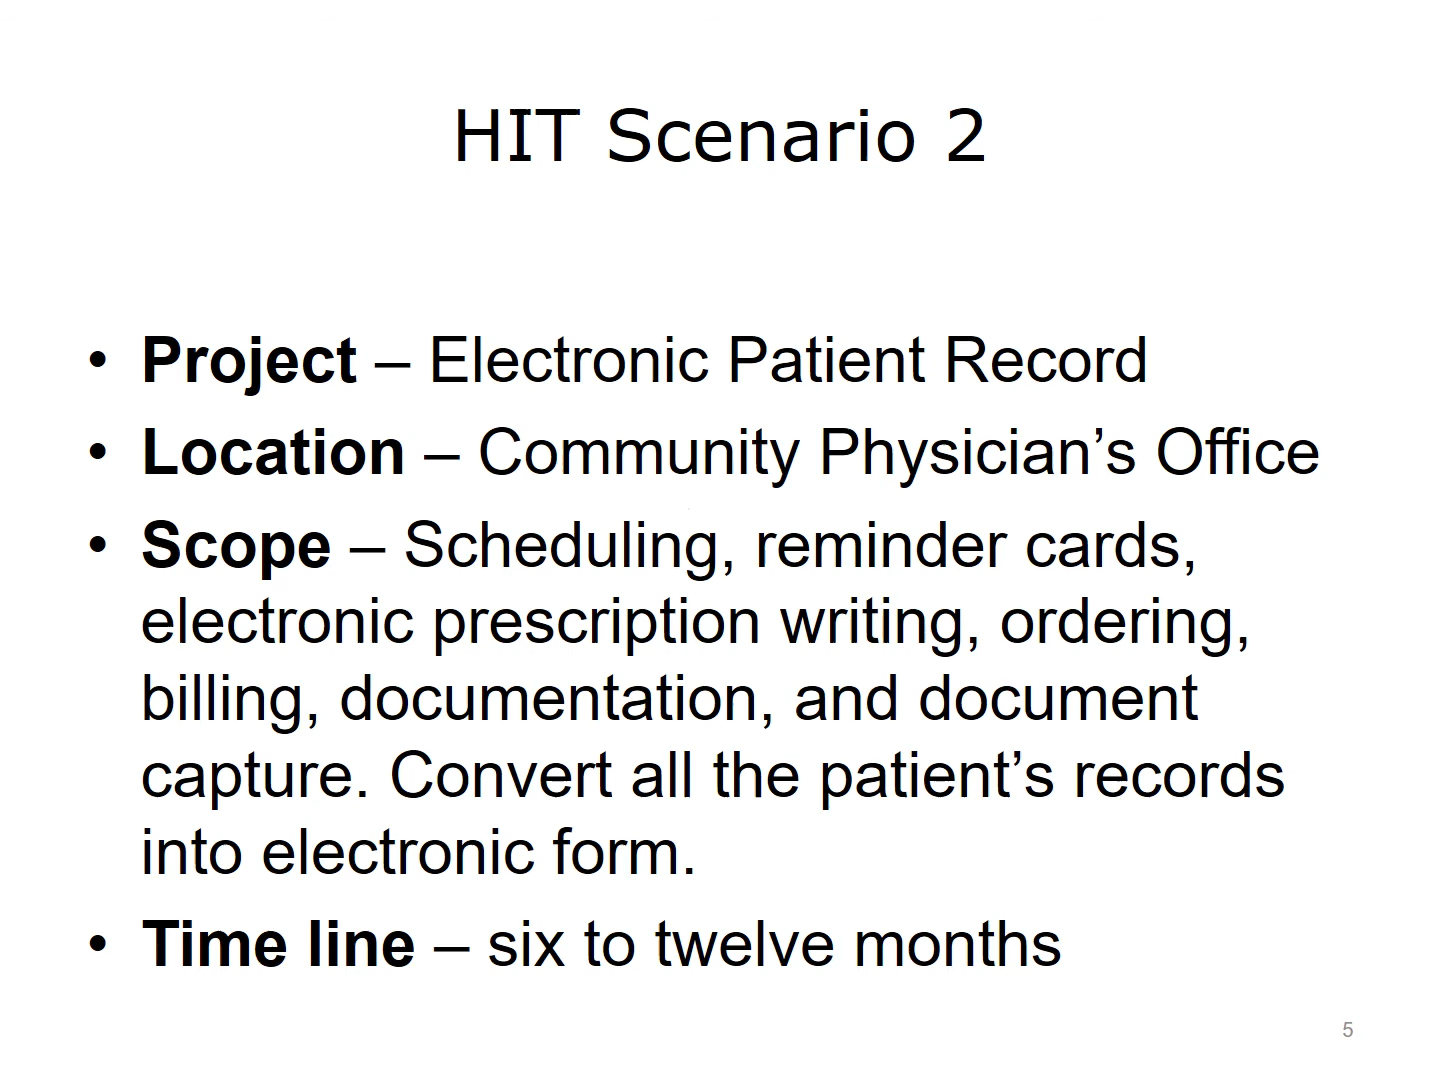 HIT Scenario 2
• Project – Electronic Patient Record
• Location – Community Physician’s Office
• Scope – Scheduling, reminder cards,
electronic prescription writing, ordering,
billing, documentation, and document
capture. Convert all the patient’s records
into electronic form.
• Time line – six to twelve months
5